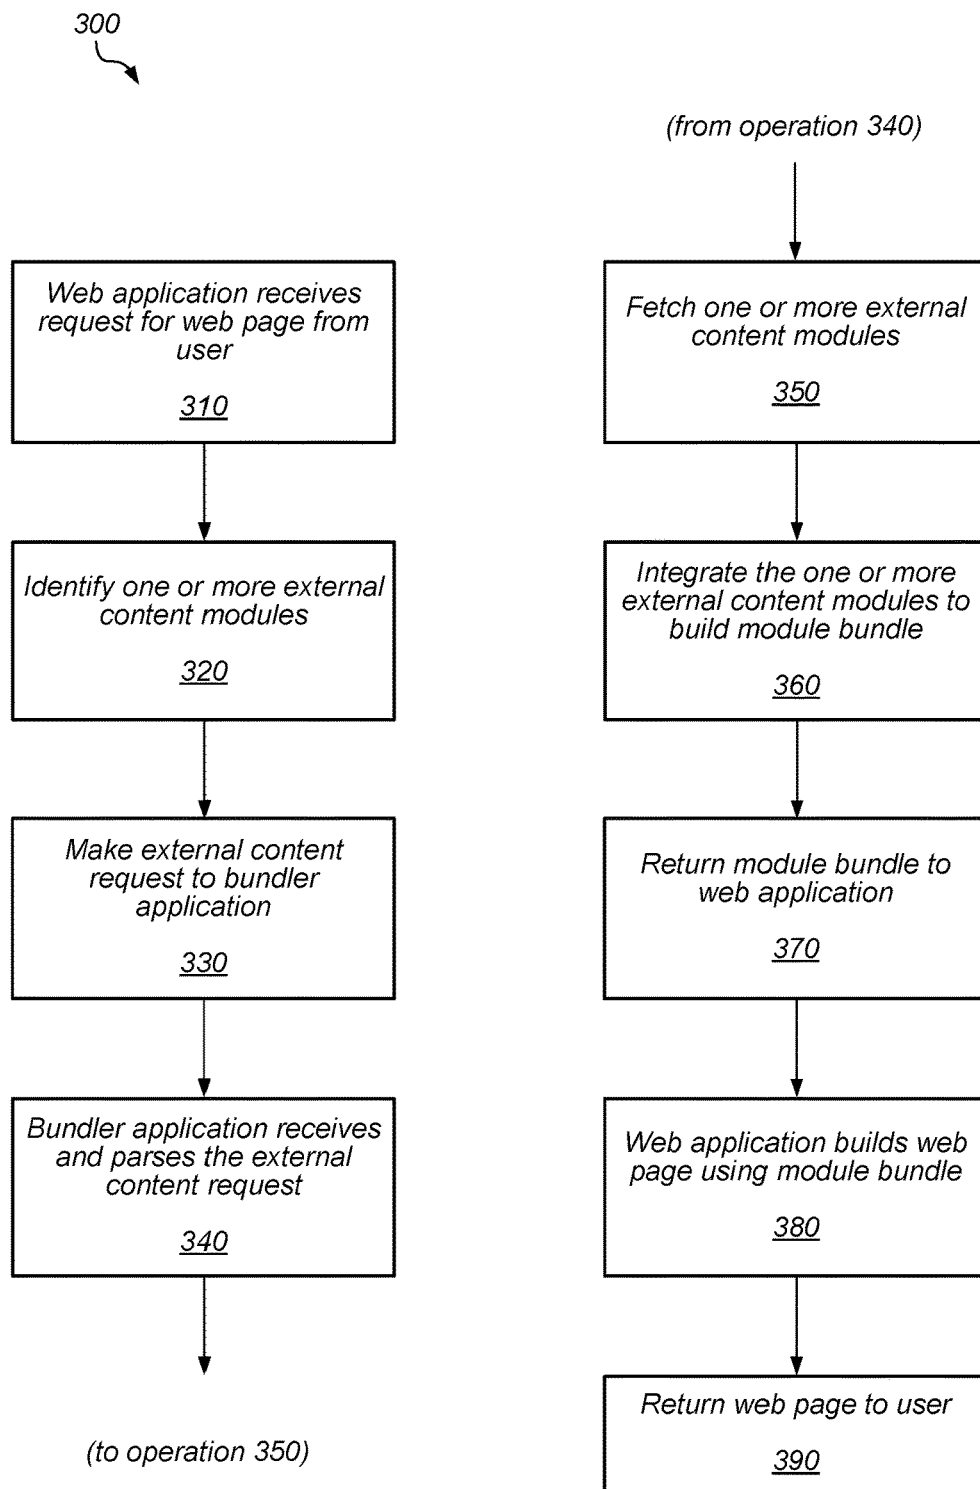 300
Web application receives
request for web page from
user
310
Identify one or more external
content modules
320
Make external content
request to bundler
application
330
Bundler application receives
and parses the external
content request
340
(to operation 350)
(from operation 340)
Fetch one or more external
content modules
350
Integrate the one or more
external content modules to
build module bundle
360
Return module bundle to
web application
370
Web application builds web
page using module bundle
380
Return web page to user
390